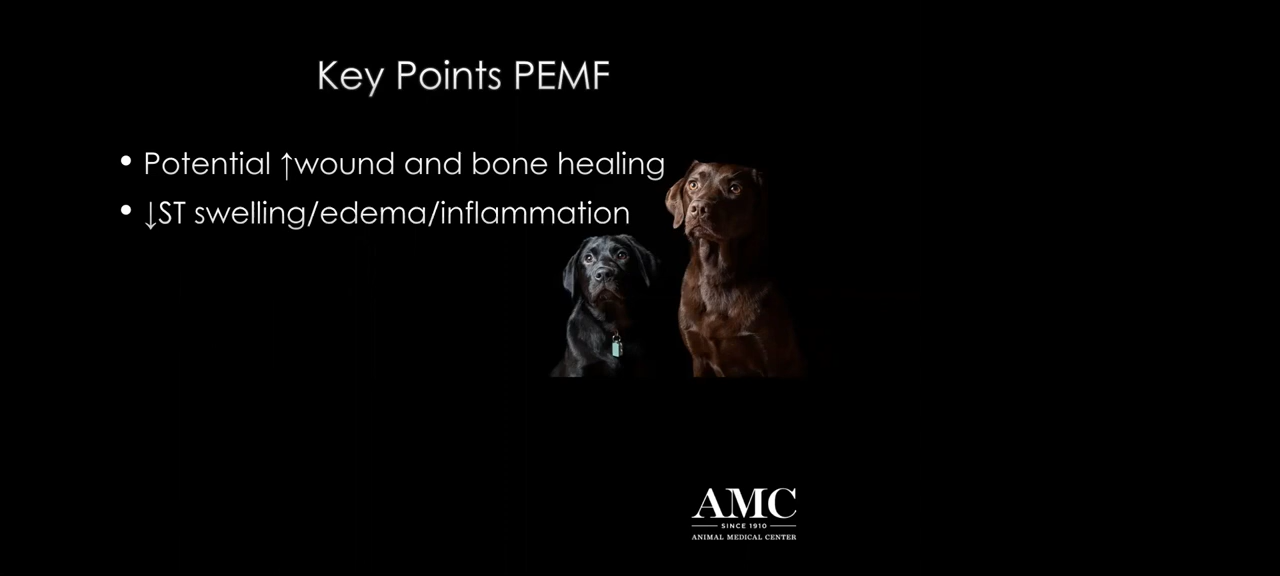 Key Points PEMF
• Potential ↑wound and bone healing
• ↓ST swelling/edema/inflammation
AMC
SINCE 1910
ANIMAL MEDICAL CENTER